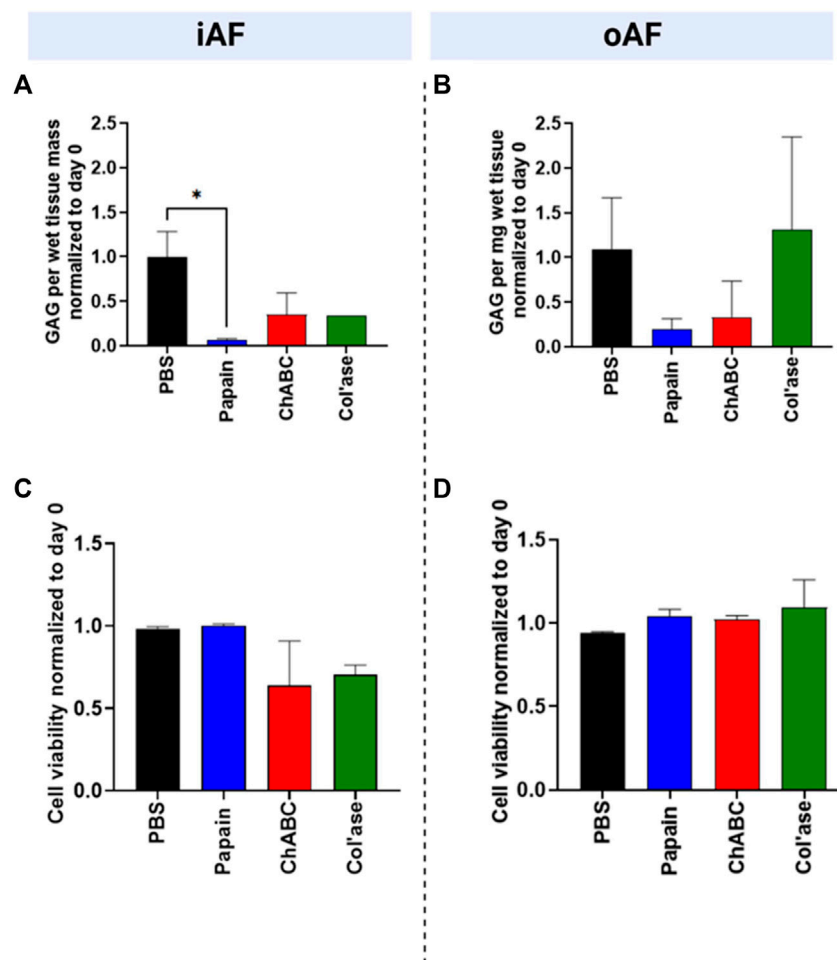 iAF
oAF
A
GAG per wet tissue mass
normalized to day 0
2.5
2.0
1.5
1.0
0.5
0.0
*
PBS
Papain
ChABC
Col'ase
B
GAG per mg wet tissue
normalized to day 0
2.5
2.0
1.5
1.0
0.5
0.0
PBS
Papain
ChABC
Col'ase
C
Cell viability normalized to day 0
1.5
1.0
0.5
0.0
PBS
Papain
ChABC
Col'ase
D
Cell viability normalized to day 0
1.5
1.0
0.5
0.0
PBS
Papain
ChABC
Col'ase